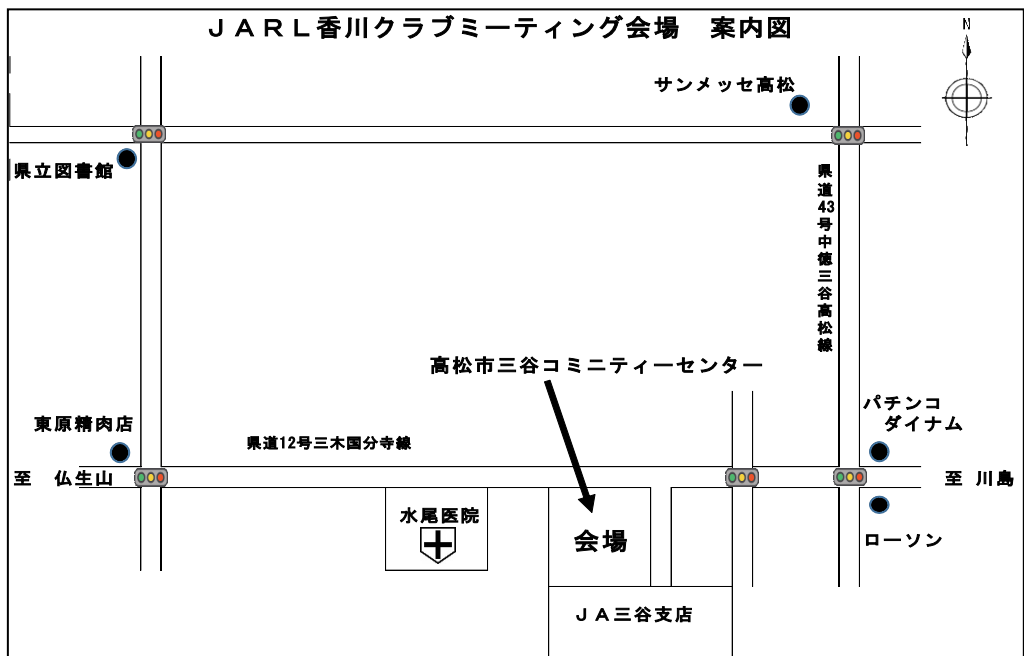 JARL香川クラブミーティング会場 案内図
N
サンメッセ高松
県立図書館
県道43号中徳三谷高松線
高松市三谷コミニティーセンター
パチンコ
ダイナム
東原精肉店
県道12号三木国分寺線
至 仏生山
至 川島
水尾医院
会場
ローソン
JA三谷支店